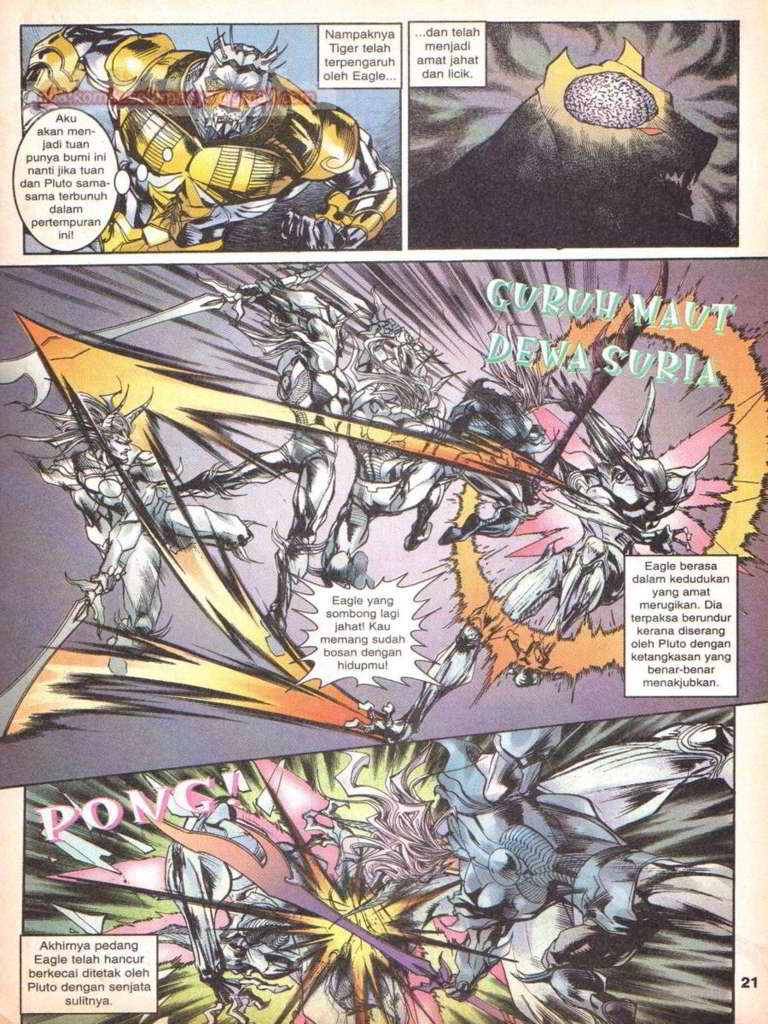 Nampaknya
Tiger telah
terpengaruh
oleh Eagle...
...dan telah
menjadi
amat jahat
dan licik.
Aku
akan men-
jadi tuan
punya bumi ini
nanti jika tuan
dan Pluto sama-
sama terbunuh
dalam
pertempuran
ini!
GURUH MAUT
DEWA SURIA
Eagle yang
sombong lagi
jahat! Kau
memang sudah
bosan dengan
hidupmu!
Eagle berasa
dalam kedudukan
yang amat
merugikan. Dia
terpaksa berundur
kerana diserang
oleh Pluto dengan
ketangkasan yang
benar-benar
menakjubkan.
PONG!
Akhirnya pedang
Eagle telah hancur
berkecai ditetak oleh
Pluto dengan senjata
sulitnya.
21